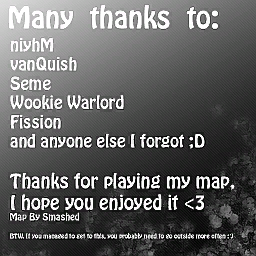 Many thanks to:
niyhM
vanQuish
Seme
Wookie Warlord
Fission
and anyone else I forgot ;D
Thanks for playing my map,
I hope you enjoyed it <3
Map By Smashed
BTW. If you managed to get to this, you probably need to go outside more often :')